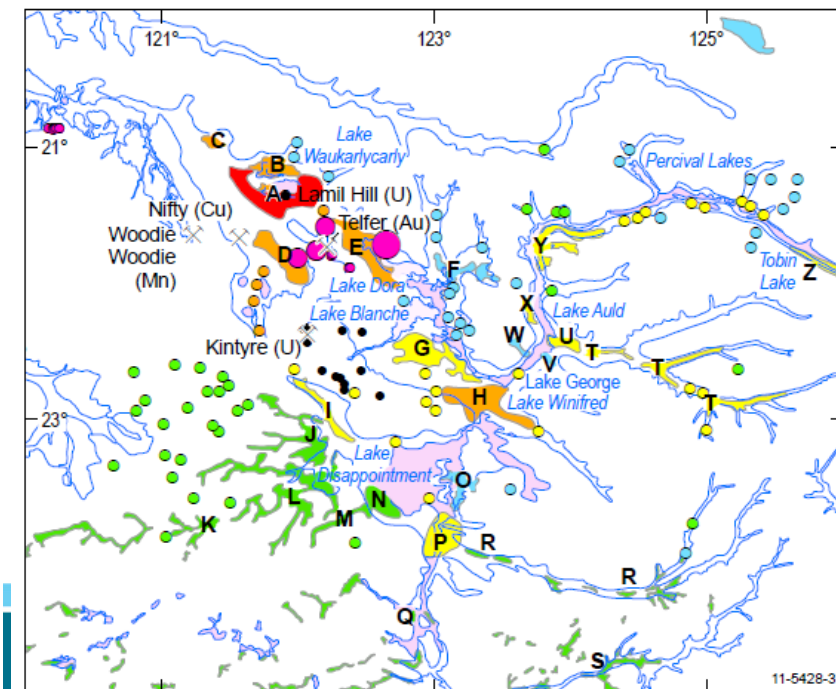 121°
123°
125°
21°
23°
C
B
Lake
Waukarlycarly
Percival Lakes
A
Lamil Hill (U)
Nifty (Cu)
Telfer (Au)
Woodie
Woodie
(Mn)
D
E
Y
F
Lake Dora
Tobin
Lake
Z
X
Lake Auld
Lake Blanche
W
U
T
Kintyre (U)
G
V
T
Lake George
H
Lake Winifred
T
I
J
Lake
Disappointment
O
L
N
K
M
P
R
R
Q
S
11-5428-3